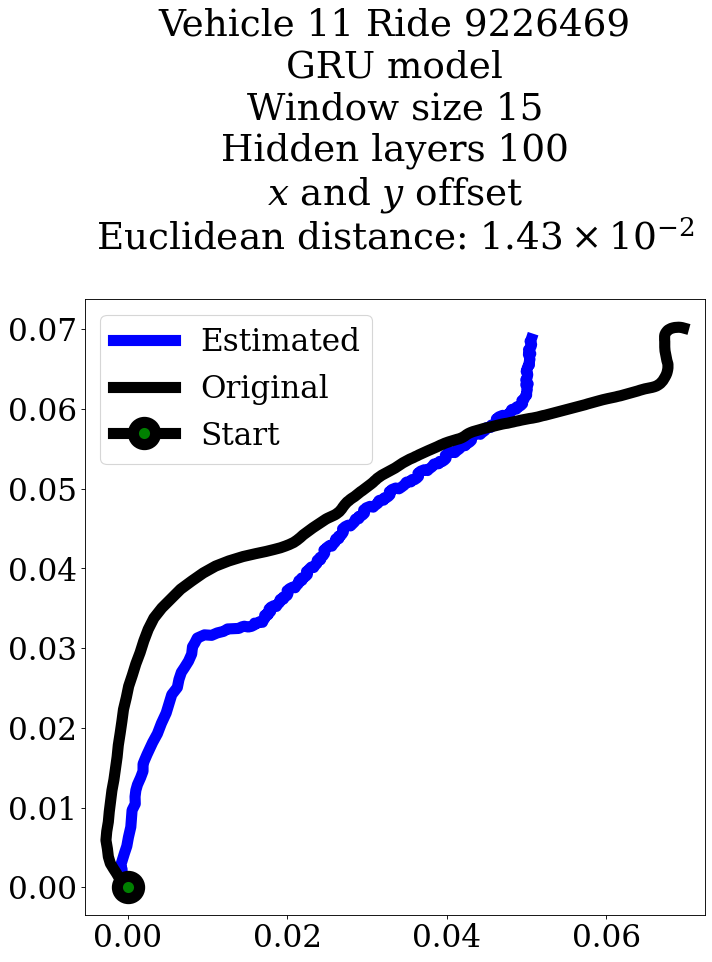 Vehicle 11 Ride 9226469
GRU model
Window size 15
Hidden layers 100
x and y offset
Euclidean distance: 1.43 × 10⁻²
Estimated
Original
Start
0.07
0.06
0.05
0.04
0.03
0.02
0.01
0.00
0.00 0.02 0.04 0.06